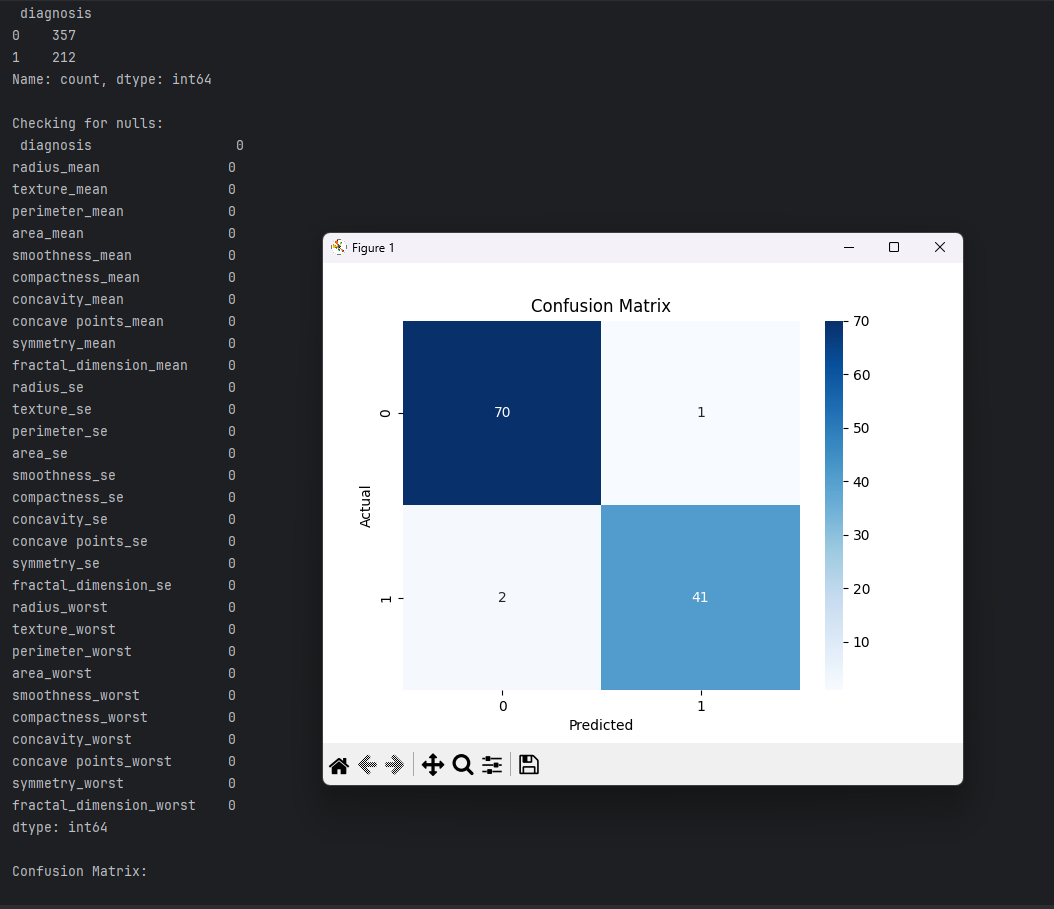 diagnosis
0    357
1    212
Name: count, dtype: int64
Checking for nulls:
diagnosis                  0
radius_mean                0
texture_mean               0
perimeter_mean             0
area_mean                  0
smoothness_mean            0
compactness_mean           0
concavity_mean             0
concave points_mean        0
symmetry_mean              0
fractal_dimension_mean     0
radius_se                  0
texture_se                 0
perimeter_se               0
area_se                    0
smoothness_se              0
compactness_se             0
concavity_se               0
concave points_se          0
symmetry_se                0
fractal_dimension_se       0
radius_worst               0
texture_worst              0
perimeter_worst            0
area_worst                 0
smoothness_worst           0
compactness_worst          0
concavity_worst            0
concave points_worst       0
symmetry_worst             0
fractal_dimension_worst    0
dtype: int64
Confusion Matrix:
Figure 1
Confusion Matrix
Actual
0
1
70 1
2 41
0 1
Predicted
70
60
50
40
30
20
10